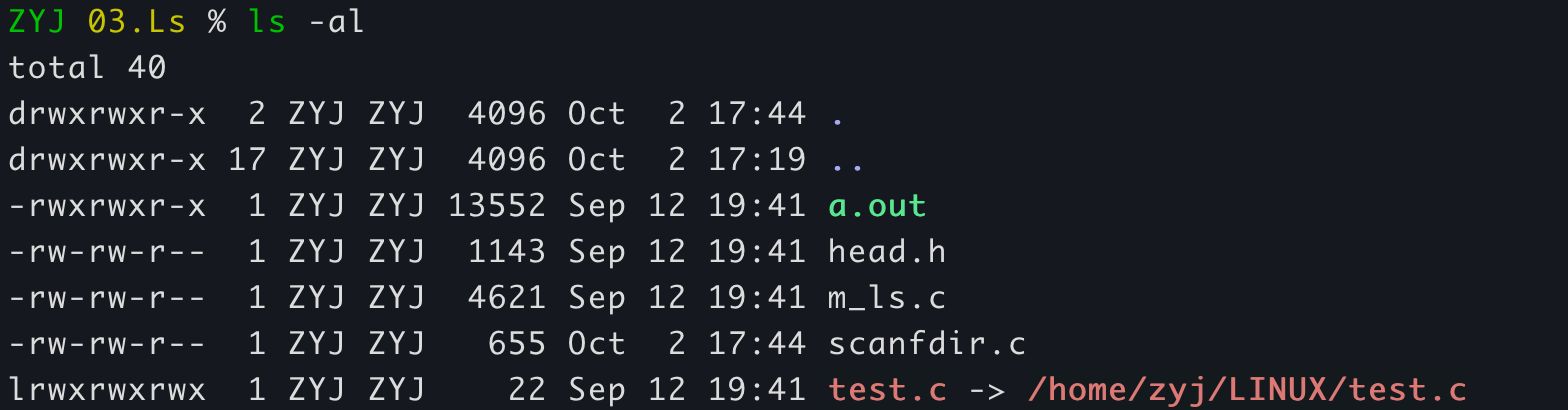 ZYJ 03.Ls % ls -al
total 40
drwxrwxr-x  2 ZYJ ZYJ  4096 Oct  2 17:44 .
drwxrwxr-x 17 ZYJ ZYJ  4096 Oct  2 17:19 ..
-rwxrwxr-x  1 ZYJ ZYJ 13552 Sep 12 19:41 a.out
-rw-rw-r--  1 ZYJ ZYJ  1143 Sep 12 19:41 head.h
-rw-rw-r--  1 ZYJ ZYJ  4621 Sep 12 19:41 m_ls.c
-rw-rw-r--  1 ZYJ ZYJ   655 Oct  2 17:44 scanfdir.c
lrwxrwxrwx  1 ZYJ ZYJ    22 Sep 12 19:41 test.c -> /home/zyj/LINUX/test.c